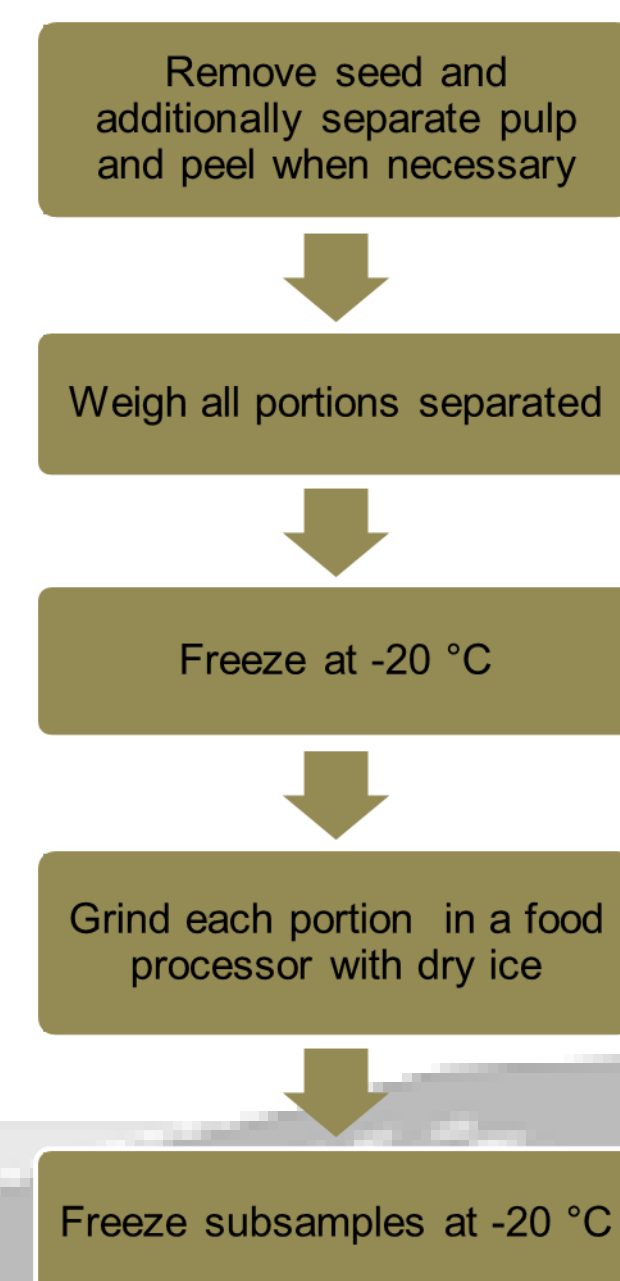 Remove seed and
additionally separate pulp
and peel when necessary
Weigh all portions separated
Freeze at -20 °C
Grind each portion in a food
processor with dry ice
Freeze subsamples at -20 °C